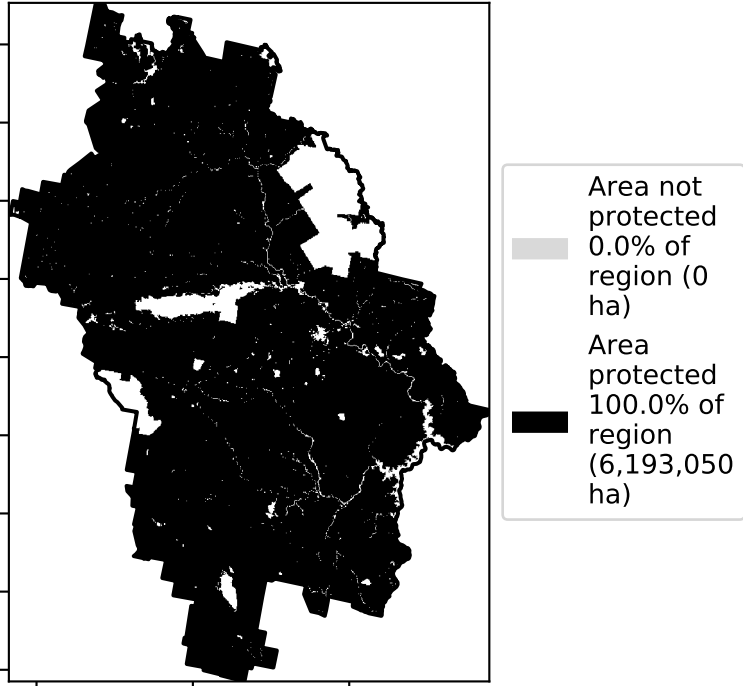 Area not
protected
0.0% of
region (0
ha)
Area
protected
100.0% of
region
(6,193,050
ha)